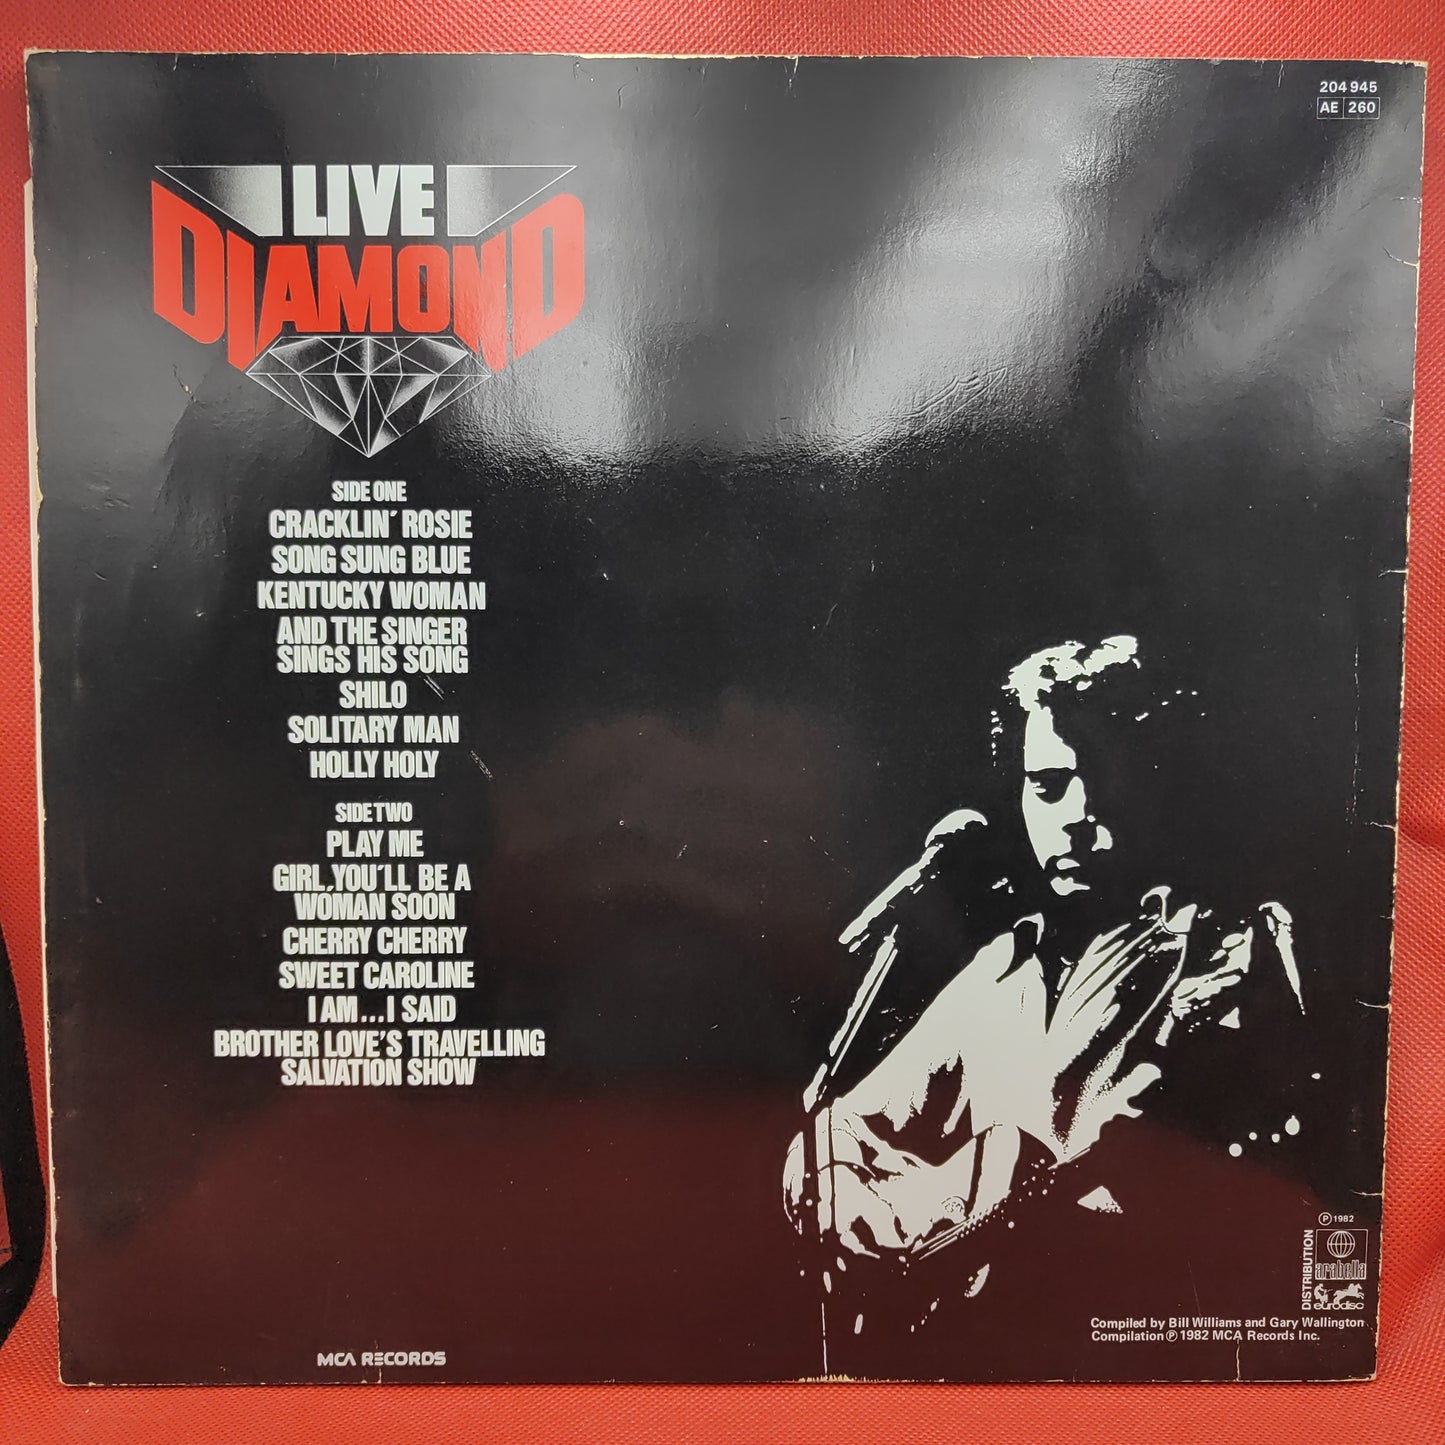 204 945
AE 260
LIVE
DIAMOND
SIDE ONE
CRACKLIN' ROSIE
SONG SUNG BLUE
KENTUCKY WOMAN
AND THE SINGER
SINGS HIS SONG
SHILO
SOLITARY MAN
HOLLY HOLY
SIDE TWO
PLAY ME
GIRL, YOU'LL BE A
WOMAN SOON
CHERRY CHERRY
SWEET CAROLINE
I AM...I SAID
BROTHER LOVE'S TRAVELLING
SALVATION SHOW
MCA RECORDS
℗ 1982
DISTRIBUTION
arabella
eurodisc
Compiled by Bill Williams and Gary Wallington
Compilation ℗ 1982 MCA Records Inc.